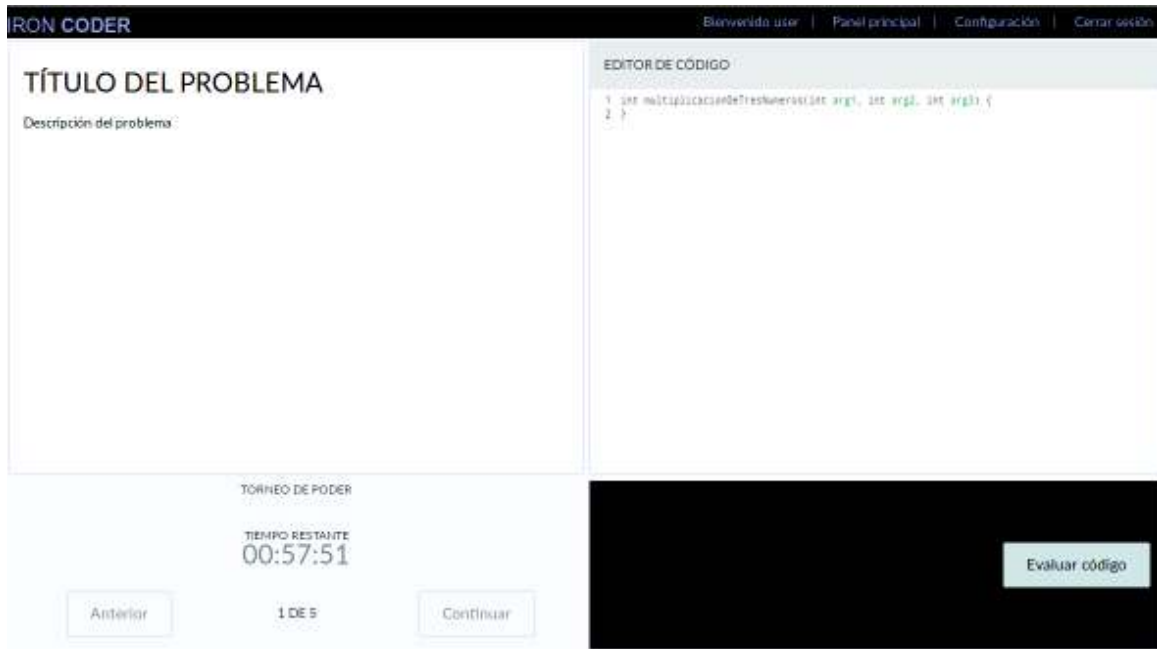 IRON CODER
Bienvenido user | Panel principal | Configuración | Cerrar sesión
TÍTULO DEL PROBLEMA
Descripción del problema
EDITOR DE CÓDIGO
1 int multiplicacionDeTresNumeros(int arg1, int arg2, int arg3) {
2 }
TORNEO DE PODER
TIEMPO RESTANTE
00:57:51
Anterior
1 DE 5
Continuar
Evaluar código